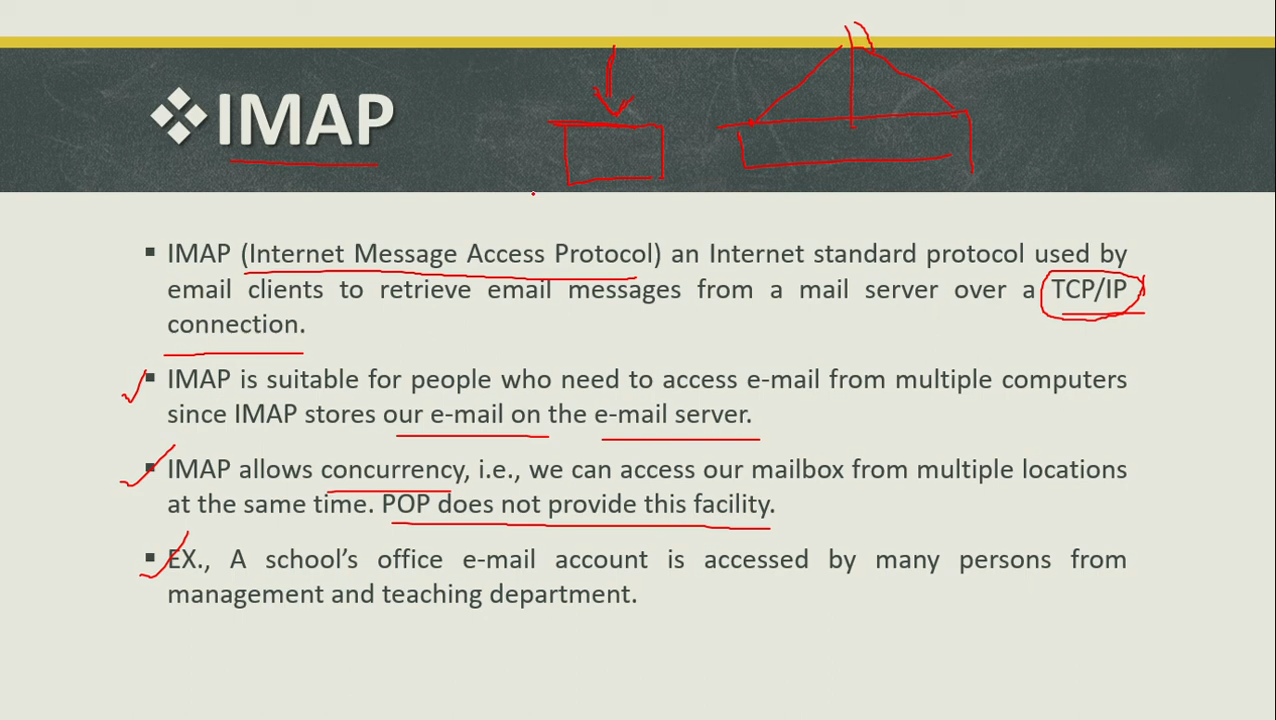 IMAP
IMAP (Internet Message Access Protocol) an Internet standard protocol used by
email clients to retrieve email messages from a mail server over a TCP/IP
connection.
IMAP is suitable for people who need to access e-mail from multiple computers
since IMAP stores our e-mail on the e-mail server.
IMAP allows concurrency, i.e., we can access our mailbox from multiple locations
at the same time. POP does not provide this facility.
EX., A school’s office e-mail account is accessed by many persons from
management and teaching department.